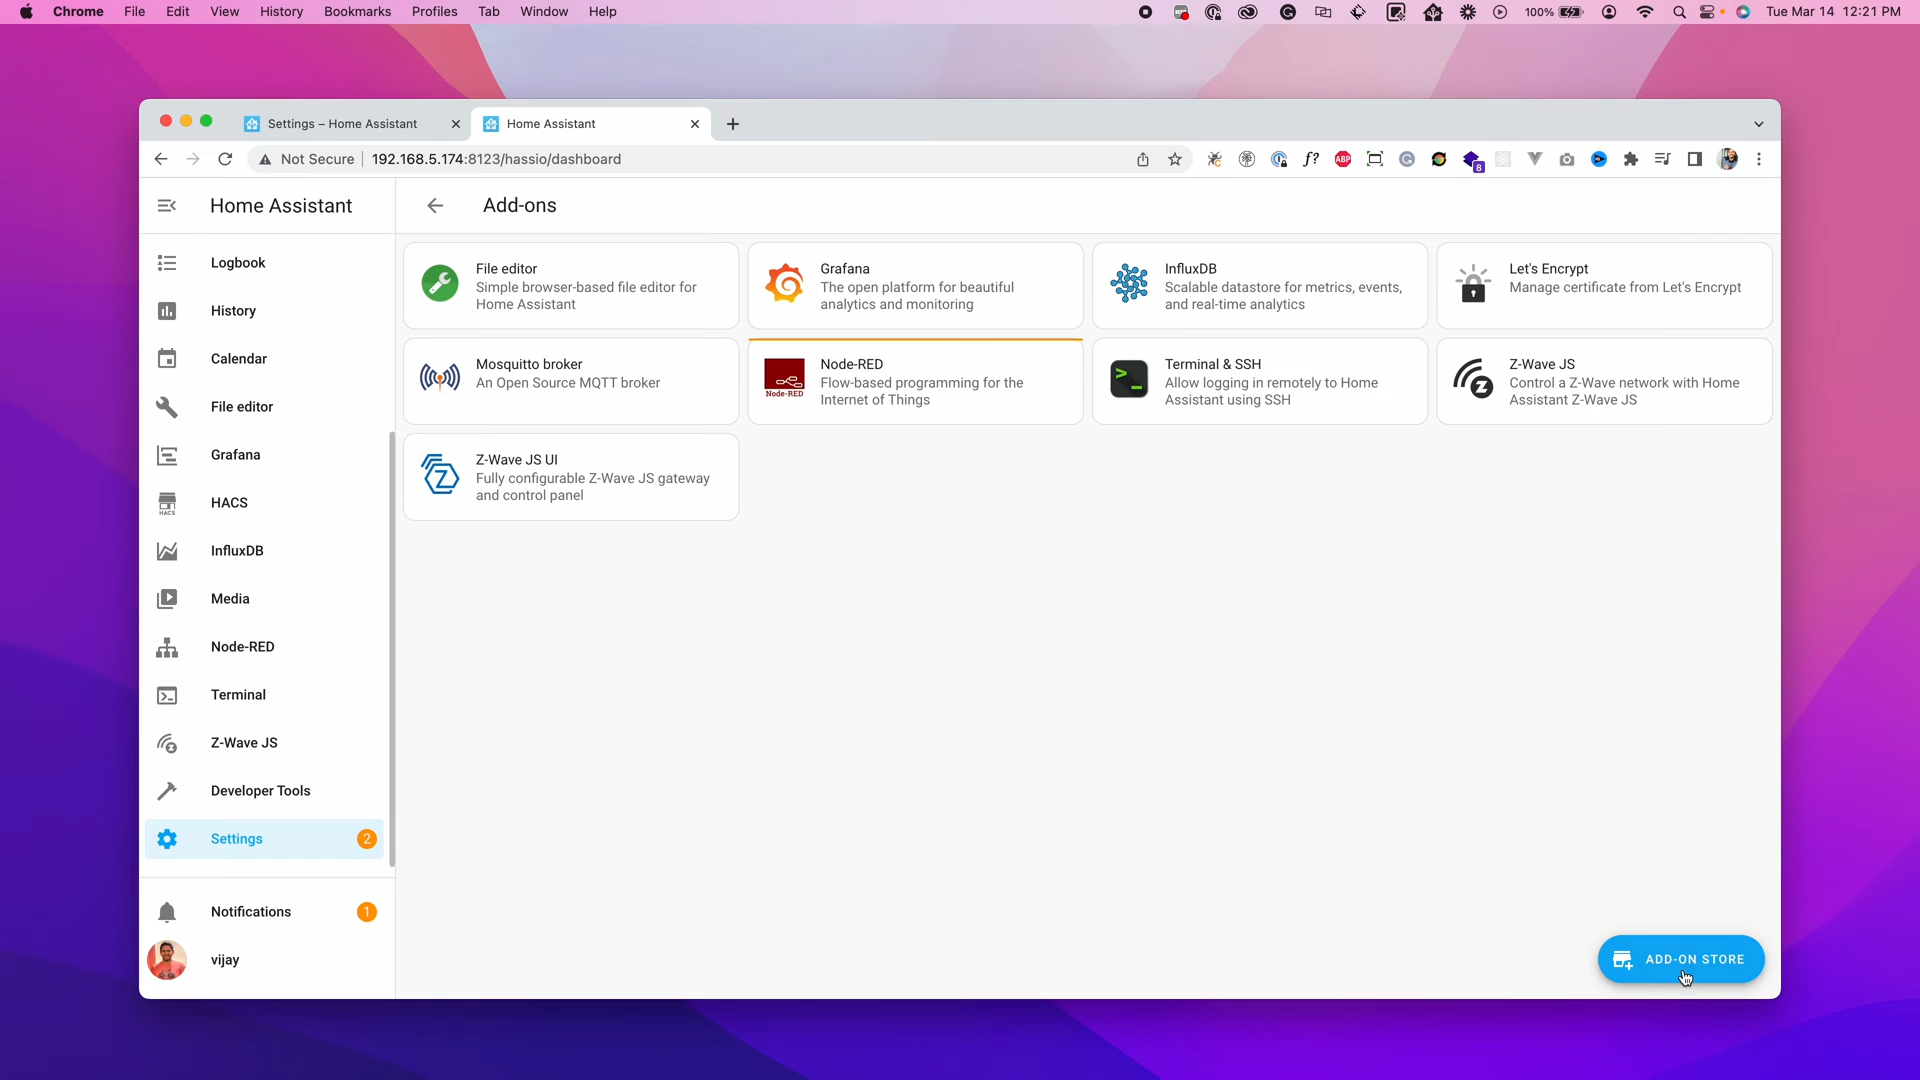 Chrome File Edit View History Bookmarks Profiles Tab Window Help 100% Tue Mar 14 12:21 PM
Settings – Home Assistant
Home Assistant
Not Secure 192.168.5.174:8123/hassio/dashboard
f?
ABP
8
Home Assistant
Add-ons
Logbook
History
Calendar
File editor
Grafana
HACS
HACS
InfluxDB
Media
Node-RED
Terminal
Z-Wave JS
Developer Tools
Settings 2
Notifications 1
vijay
File editor
Simple browser-based file editor for
Home Assistant
Grafana
The open platform for beautiful
analytics and monitoring
InfluxDB
Scalable datastore for metrics, events,
and real-time analytics
Let's Encrypt
Manage certificate from Let's Encrypt
Mosquitto broker
An Open Source MQTT broker
Node-RED
Node-RED
Flow-based programming for the
Internet of Things
Terminal & SSH
Allow logging in remotely to Home
Assistant using SSH
Z-Wave JS
Control a Z-Wave network with Home
Assistant Z-Wave JS
Z-Wave JS UI
Fully configurable Z-Wave JS gateway
and control panel
ADD-ON STORE